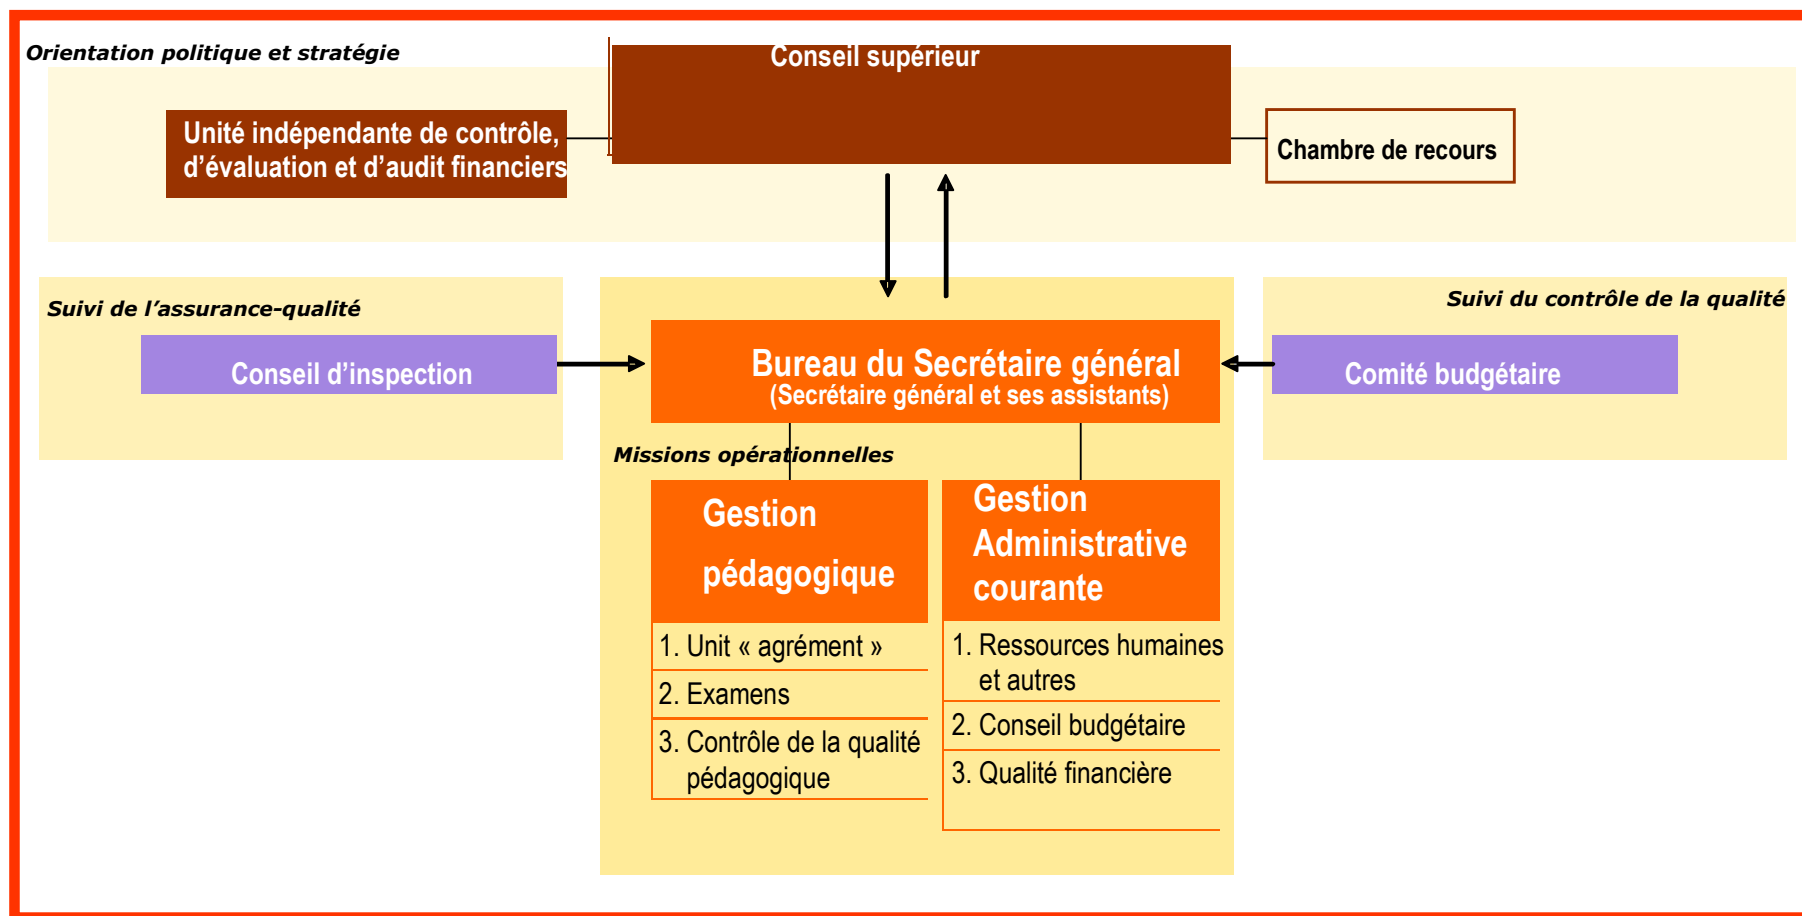 Orientation politique et stratégie
Conseil supérieur
Unité indépendante de contrôle,
d’évaluation et d’audit financiers
Chambre de recours
Suivi de l’assurance-qualité
Conseil d’inspection
Bureau du Secrétaire général
(Secrétaire général et ses assistants)
Suivi du contrôle de la qualité
Comité budgétaire
Missions opérationnelles
Gestion
pédagogique
1. Unit « agrément »
2. Examens
3. Contrôle de la qualité
pédagogique
Gestion
Administrative
courante
1. Ressources humaines
et autres
2. Conseil budgétaire
3. Qualité financière